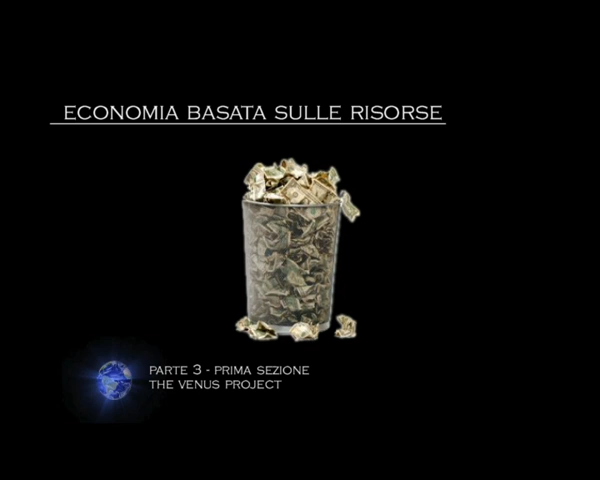 ECONOMIA BASATA SULLE RISORSE
PARTE 3 - PRIMA SEZIONE
THE VENUS PROJECT